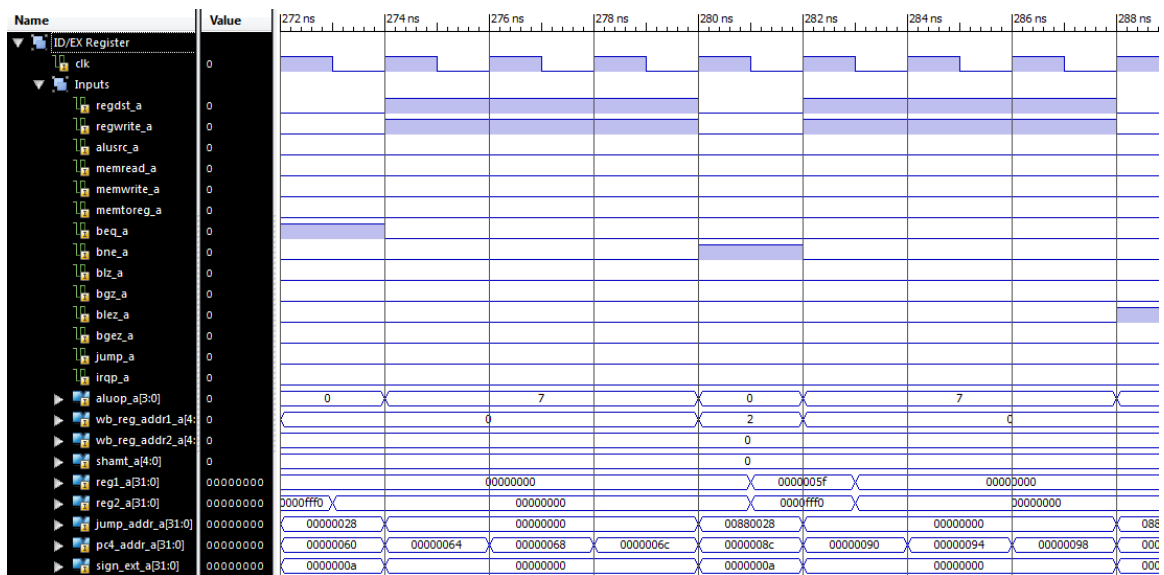 Name Value 272 ns 274 ns 276 ns 278 ns 280 ns 282 ns 284 ns 286 ns 288 ns
ID/EX Register
clk 0
Inputs
regdst_a 0
regwrite_a 0
alusrc_a 0
memread_a 0
memwrite_a 0
memtoreg_a 0
beq_a 0
bne_a 0
blz_a 0
bgz_a 0
blez_a 0
bgez_a 0
jump_a 0
irqp_a 0
aluop_a[3:0] 0 0 7 0 7
wb_reg_addr1_a[4: 0 0 2 0
wb_reg_addr2_a[4: 0 0
shamt_a[4:0] 0 0
reg1_a[31:0] 00000000 00000000 0000005f 00000000
reg2_a[31:0] 00000000 0000fff0 00000000 0000fff0 00000000
jump_addr_a[31:0] 00000000 00000028 00000000 00880028 00000000 088
pc4_addr_a[31:0] 00000000 00000060 00000064 00000068 0000006c 0000008c 00000090 00000094 00000098 000
sign_ext_a[31:0] 00000000 0000000a 00000000 0000000a 00000000 000